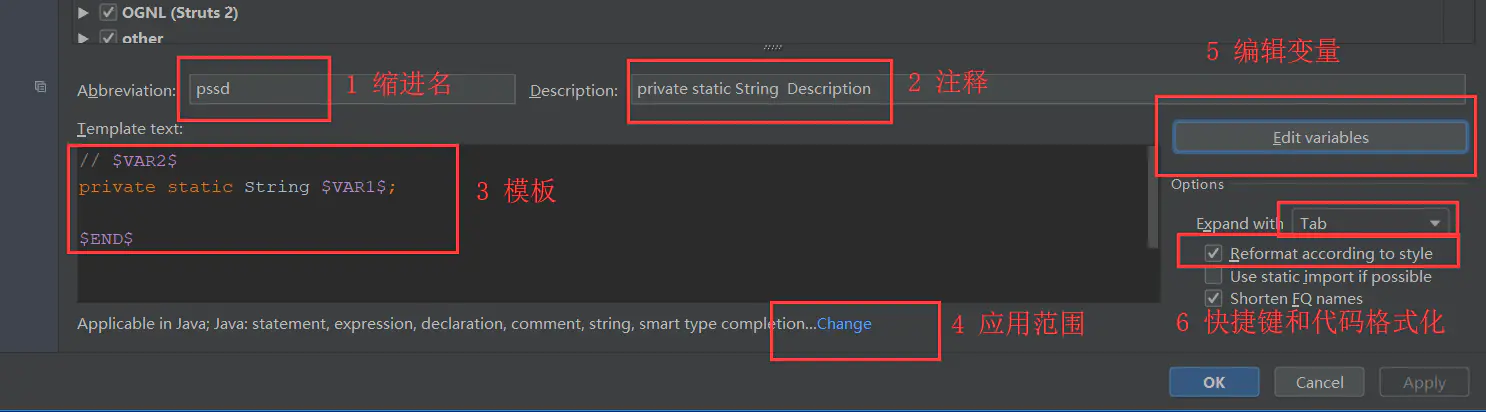 OGNL (Struts 2)
other
5 编辑变量
Abbreviation: pssd 1 缩进名 Description: private static String Description 2 注释
Template text:
Edit variables
// $VAR2$
private static String $VAR1$;
$END$
3 模板
Options
Expand with Tab
Reformat according to style
Use static import if possible
Shorten FQ names
Applicable in Java; Java: statement, expression, declaration, comment, string, smart type completion...Change
4 应用范围
6 快捷键和代码格式化
OK Cancel Apply